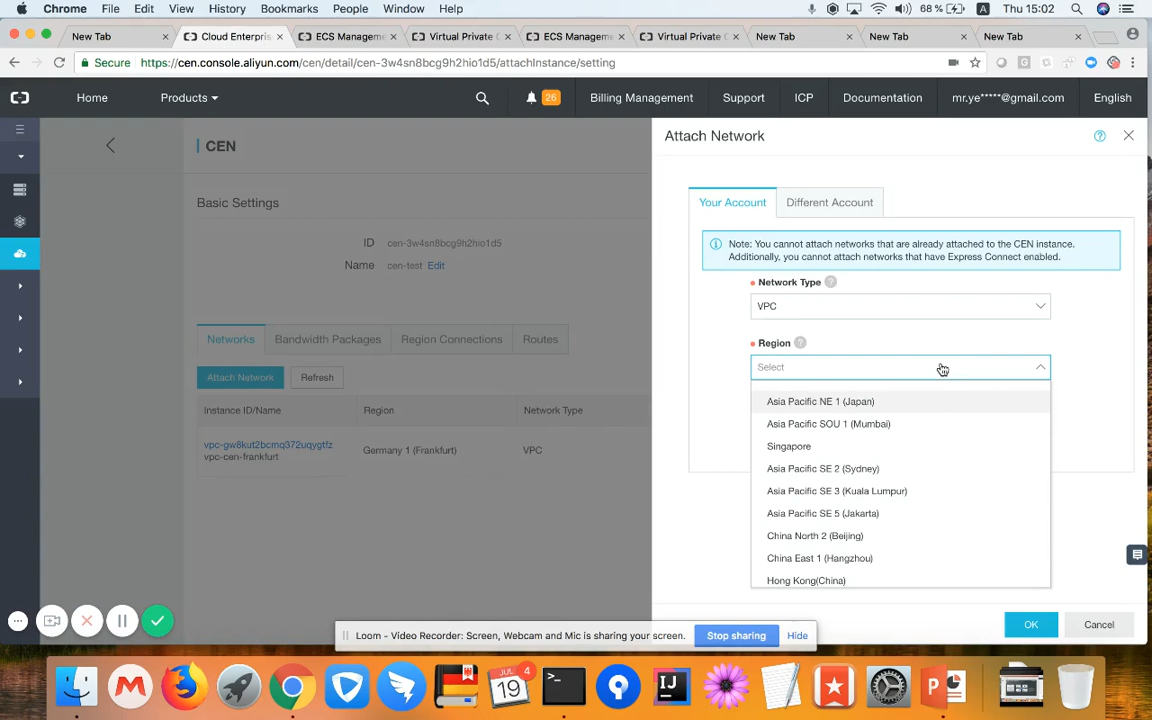 Chrome File Edit View History Bookmarks People Window Help 68 % A Thu 15:02
New Tab Cloud Enterpris ECS Managem Virtual Private C ECS Managem Virtual Private C New Tab New Tab New Tab
Secure https://cen.console.aliyun.com/cen/detail/cen-3w4sn8bcg9h2hio1d5/attachInstance/setting
Home Products 26 Billing Management Support ICP Documentation mr.ye*****@gmail.com English
CEN
Basic Settings
ID cen-3w4sn8bcg9h2hio1d5
Name cen-test Edit
Networks Bandwidth Packages Region Connections Routes
Attach Network Refresh
Instance ID/Name Region Network Type
vpc-gw8kut2bcmq372uqygtfz
vpc-cen-frankfurt Germany 1 (Frankfurt) VPC
Attach Network
Your Account Different Account
Note: You cannot attach networks that are already attached to the CEN instance.
Additionally, you cannot attach networks that have Express Connect enabled.
Network Type
VPC
Region
Select
Asia Pacific NE 1 (Japan)
Asia Pacific SOU 1 (Mumbai)
Singapore
Asia Pacific SE 2 (Sydney)
Asia Pacific SE 3 (Kuala Lumpur)
Asia Pacific SE 5 (Jakarta)
China North 2 (Beijing)
China East 1 (Hangzhou)
Hong Kong(China)
OK Cancel
Loom - Video Recorder: Screen, Webcam and Mic is sharing your screen. Stop sharing Hide
JUL 4
19
IJ
P